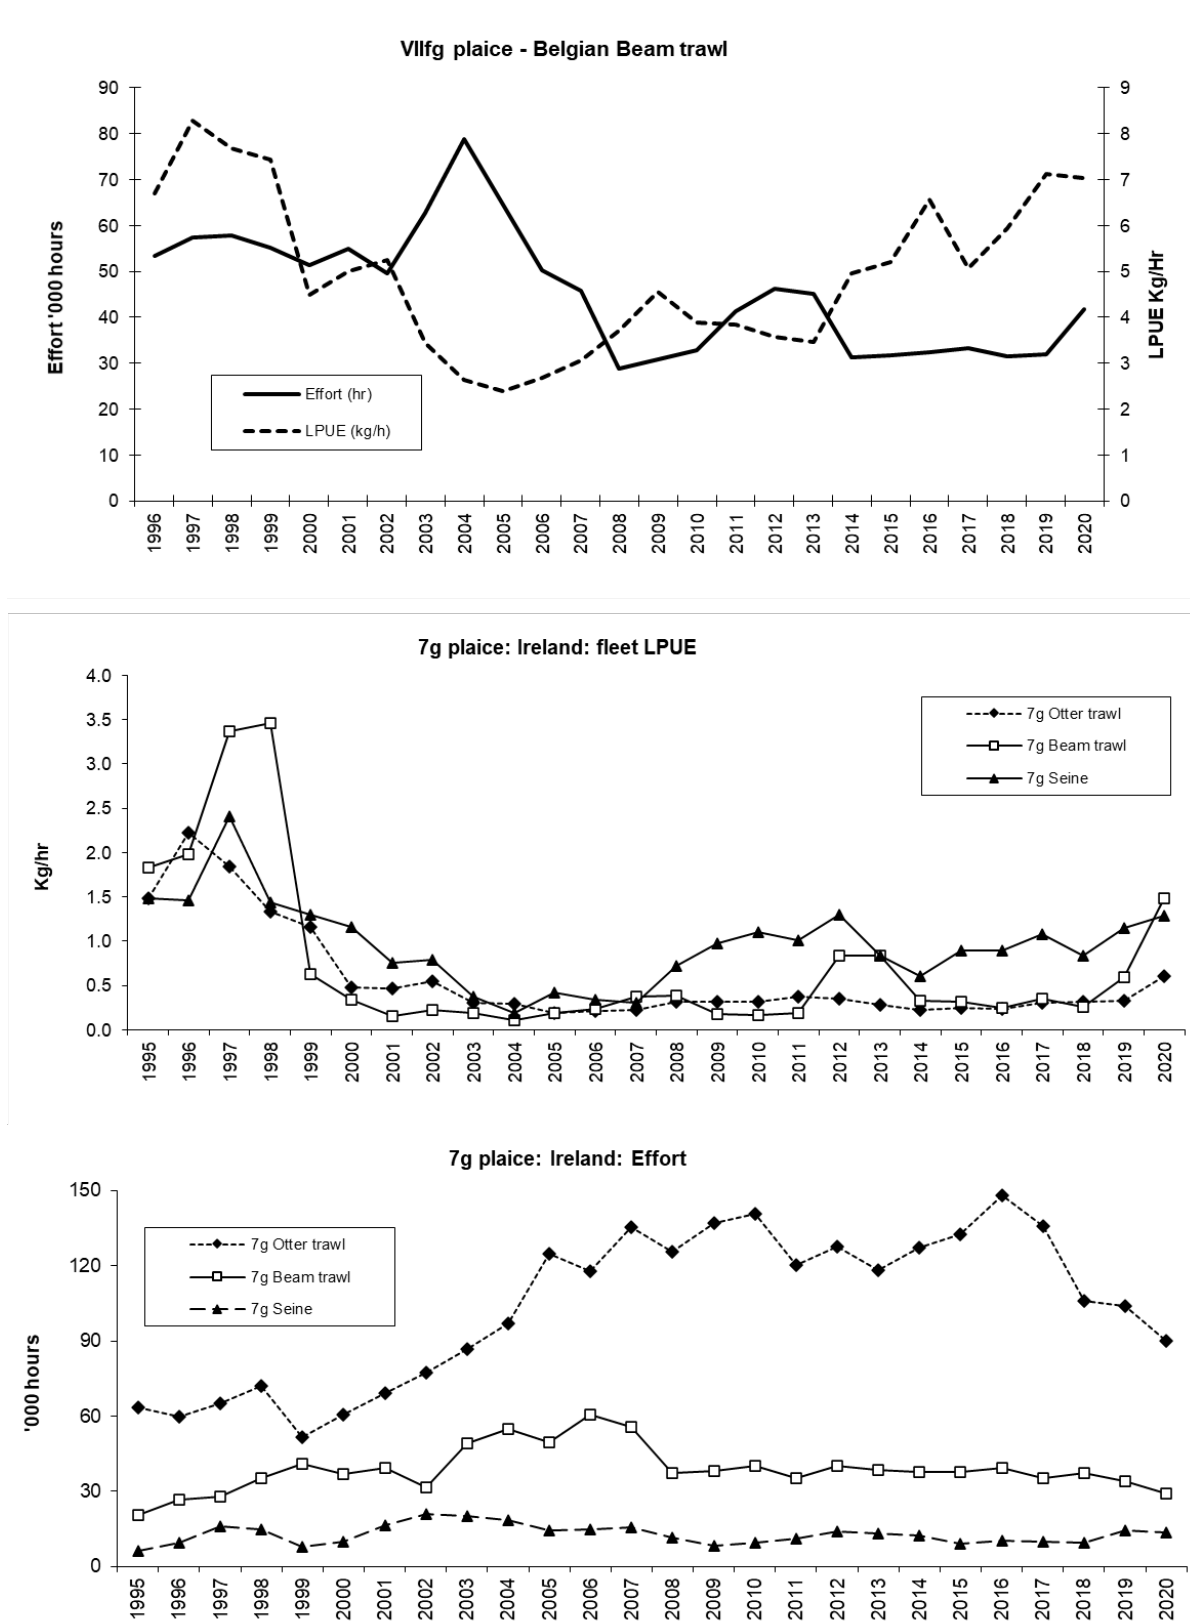 VIIfg plaice - Belgian Beam trawl
90
80
70
60
50
40
30
20
10
0
Effort '000 hours
9
8
7
6
5
4
3
2
1
0
LPUE Kg/Hr
Effort (hr)
LPUE (kg/h)
1996 1997 1998 1999 2000 2001 2002 2003 2004 2005 2006 2007 2008 2009 2010 2011 2012 2013 2014 2015 2016 2017 2018 2019 2020
7g plaice: Ireland: fleet LPUE
4.0
3.5
3.0
2.5
2.0
1.5
1.0
0.5
0.0
Kg/hr
7g Otter trawl
7g Beam trawl
7g Seine
1995 1996 1997 1998 1999 2000 2001 2002 2003 2004 2005 2006 2007 2008 2009 2010 2011 2012 2013 2014 2015 2016 2017 2018 2019 2020
7g plaice: Ireland: Effort
150
120
90
60
30
0
'000 hours
7g Otter trawl
7g Beam trawl
7g Seine
1995 1996 1997 1998 1999 2000 2001 2002 2003 2004 2005 2006 2007 2008 2009 2010 2011 2012 2013 2014 2015 2016 2017 2018 2019 2020